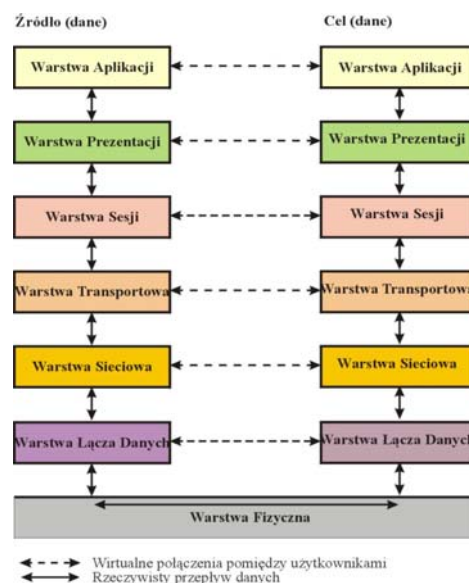 Źródło (dane) Cel (dane)
Warstwa Aplikacji Warstwa Aplikacji
Warstwa Prezentacji Warstwa Prezentacji
Warstwa Sesji Warstwa Sesji
Warstwa Transportowa Warstwa Transportowa
Warstwa Sieciowa Warstwa Sieciowa
Warstwa Łącza Danych Warstwa Łącza Danych
Warstwa Fizyczna
Wirtualne połączenia pomiędzy użytkownikami
Rzeczywisty przepływ danych